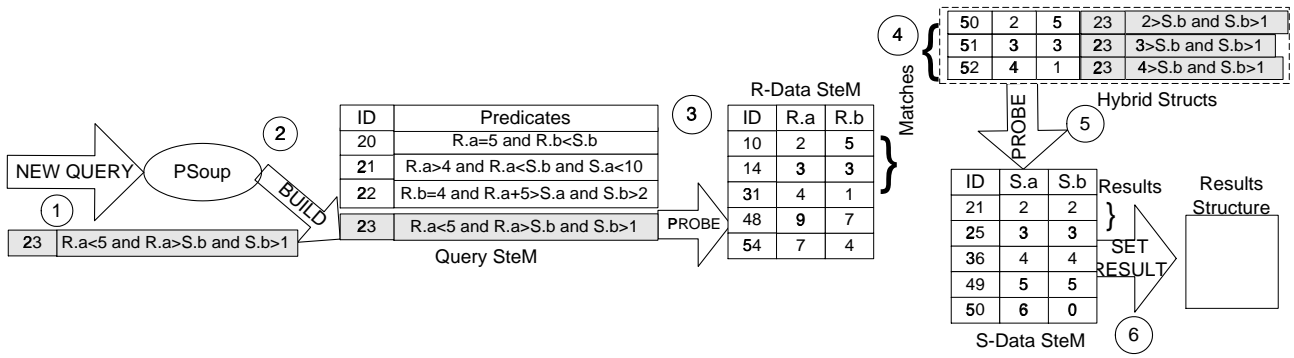 4
50 2 5 23 2>S.b and S.b>1
51 3 3 23 3>S.b and S.b>1
52 4 1 23 4>S.b and S.b>1
Matches
Hybrid Structs
PROBE
5
NEW QUERY
PSoup
1
23 R.a<5 and R.a>S.b and S.b>1
2
BUILD
ID Predicates
20 R.a=5 and R.b<S.b
21 R.a>4 and R.a<S.b and S.a<10
22 R.b=4 and R.a+5>S.a and S.b>2
23 R.a<5 and R.a>S.b and S.b>1
Query SteM
3
PROBE
R-Data SteM
ID R.a R.b
10 2 5
14 3 3
31 4 1
48 9 7
54 7 4
ID S.a S.b
21 2 2
25 3 3
36 4 4
49 5 5
50 6 0
S-Data SteM
Results
SET
RESULT
6
Results
Structure